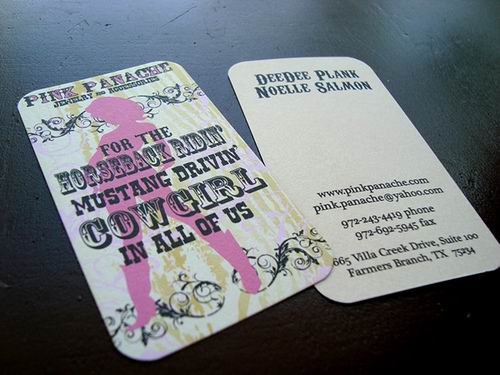 PINK PANACHE
JEWELRY AND ACCESSORIES
FOR THE
HORSEBACK RIDIN'
MUSTANG DRIVIN'
COWGIRL
IN ALL OF US
DEEDEE PLANK
NOELLE SALMON
www.pinkpanache.com
pink.panache@yahoo.com
972-243-4419 phone
972-692-5945 fax
665 Villa Creek Drive, Suite 100
Farmers Branch, TX 75234